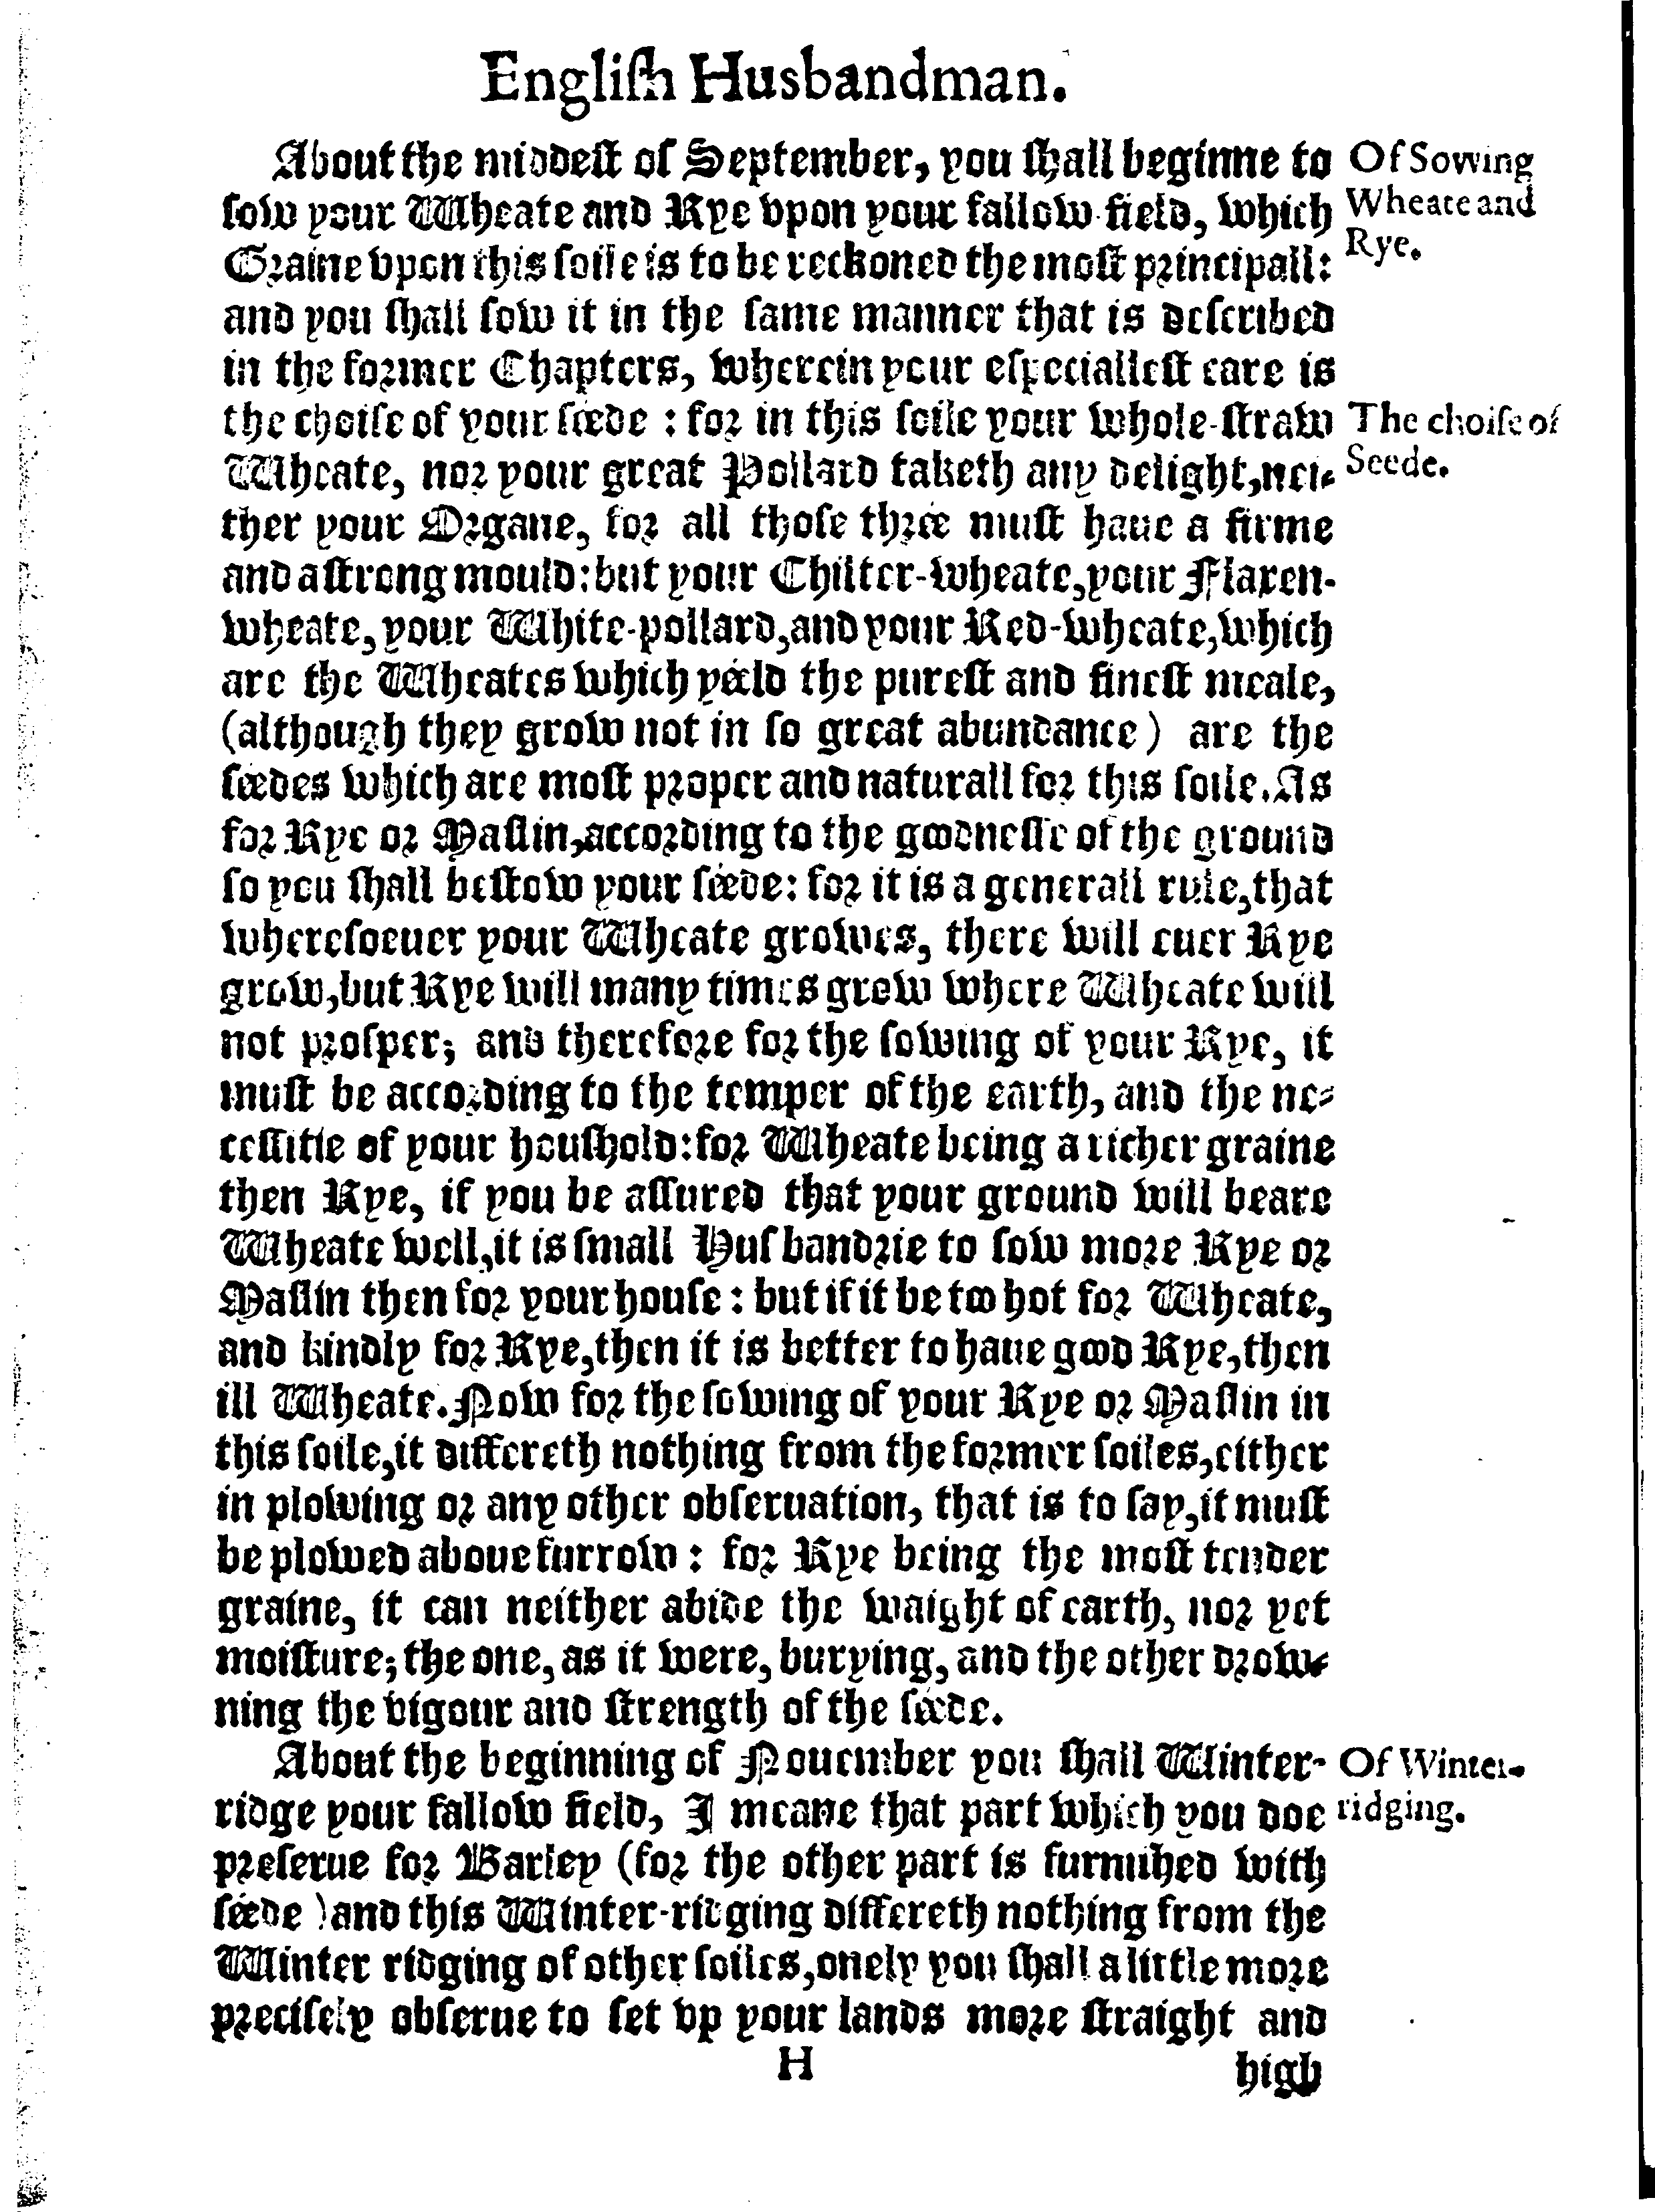 Engliſh Husbandman.
About the middeſt of September, you ſhall beginne to
ſow your Wheate and Rye vpon your fallow-field, which
Graine vpon this ſoile is to be reckoned the moſt principall:
and you ſhall ſow it in the ſame manner that is deſcribed
in the former Chapters, wherein your eſpeciallеſt care is
the choiſe of your ſéede : for in this ſoile your whole-ſtraw
Wheate, nor your great Pollard taketh any delight, nei-
ther your Organe, for all thoſe thrée muſt haue a firme
and a ſtrong mould: but your Chilter-wheate, your Flaxen-
wheate, your White-pollard, and your Red-wheate, which
are the Wheates which yéeld the pureſt and fineſt meale,
(although they grow not in ſo great abundance) are the
ſéedes which are moſt proper and naturall for this ſoile. As
for Rye or Maſlin, according to the goodneſſe of the ground
ſo you ſhall beſtow your ſéede: for it is a generall rule, that
whereſoeuer your Wheate growes, there will euer Rye
grow, but Rye will many times grow where Wheate will
not proſper; and therefore for the ſowing of your Rye, it
muſt be according to the temper of the earth, and the ne-
ceſſitie of your houſhold: for Wheate being a richer graine
then Rye, if you be aſſured that your ground will beare
Wheate well, it is ſmall Huſbandrie to ſow more Rye or
Maſlin then for your houſe : but if it be too hot for Wheate,
and kindly for Rye, then it is better to haue good Rye, then
ill Wheate. Now for the ſowing of your Rye or Maſlin in
this ſoile, it differeth nothing from the former ſoiles, either
in plowing or any other obſeruation, that is to ſay, it muſt
be plowed aboue furrow : for Rye being the moſt tender
graine, it can neither abide the waight of earth, nor yet
moiſture; the one, as it were, burying, and the other drow-
ning the vigour and ſtrength of the ſéede.
About the beginning of Nouember you ſhall Winter-
ridge your fallow field, I meane that part which you doe
preſerue for Barley (for the other part is furniſhed with
ſéede ) and this Winter-ridging differeth nothing from the
Winter ridging of other ſoiles, onely you ſhall a little more
preciſely obſerue to ſet vp your lands more ſtraight and
H
high
Of Sowing
Wheate and
Rye.
The choiſe of
Seede.
Of Winter-
ridging.